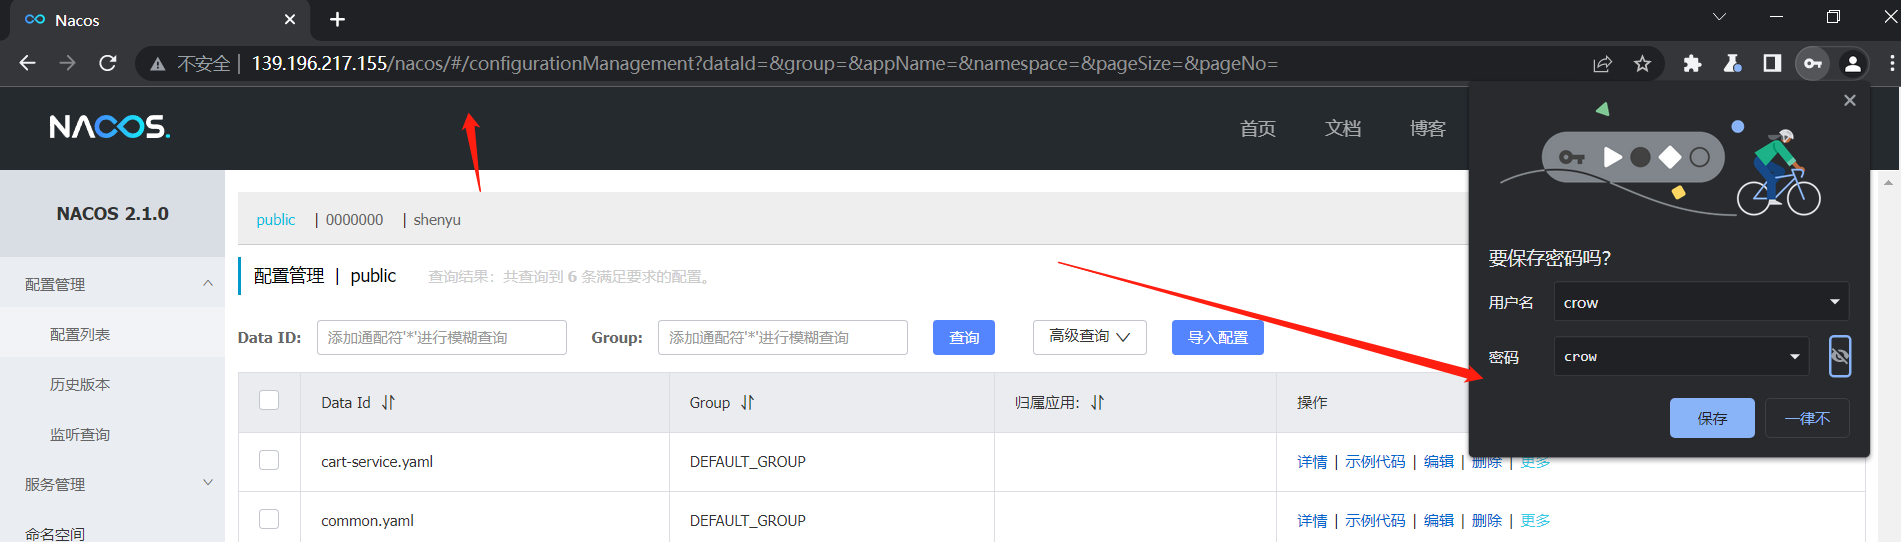 Nacos
不安全 | 139.196.217.155/nacos/#/configurationManagement?dataId=&group=&appName=&namespace=&pageSize=&pageNo=
NACOS.
首页 文档 博客
NACOS 2.1.0
配置管理
配置列表
历史版本
监听查询
服务管理
命名空间
public | 0000000 | shenyu
配置管理 | public 查询结果：共查询到 6 条满足要求的配置。
Data ID: 添加通配符'*'进行模糊查询 Group: 添加通配符'*'进行模糊查询 查询 高级查询 导入配置
Data Id Group 归属应用: 操作
cart-service.yaml DEFAULT_GROUP 详情 | 示例代码 | 编辑 | 删除 | 更多
common.yaml DEFAULT_GROUP 详情 | 示例代码 | 编辑 | 删除 | 更多
要保存密码吗？
用户名 crow
密码 crow
保存 一律不